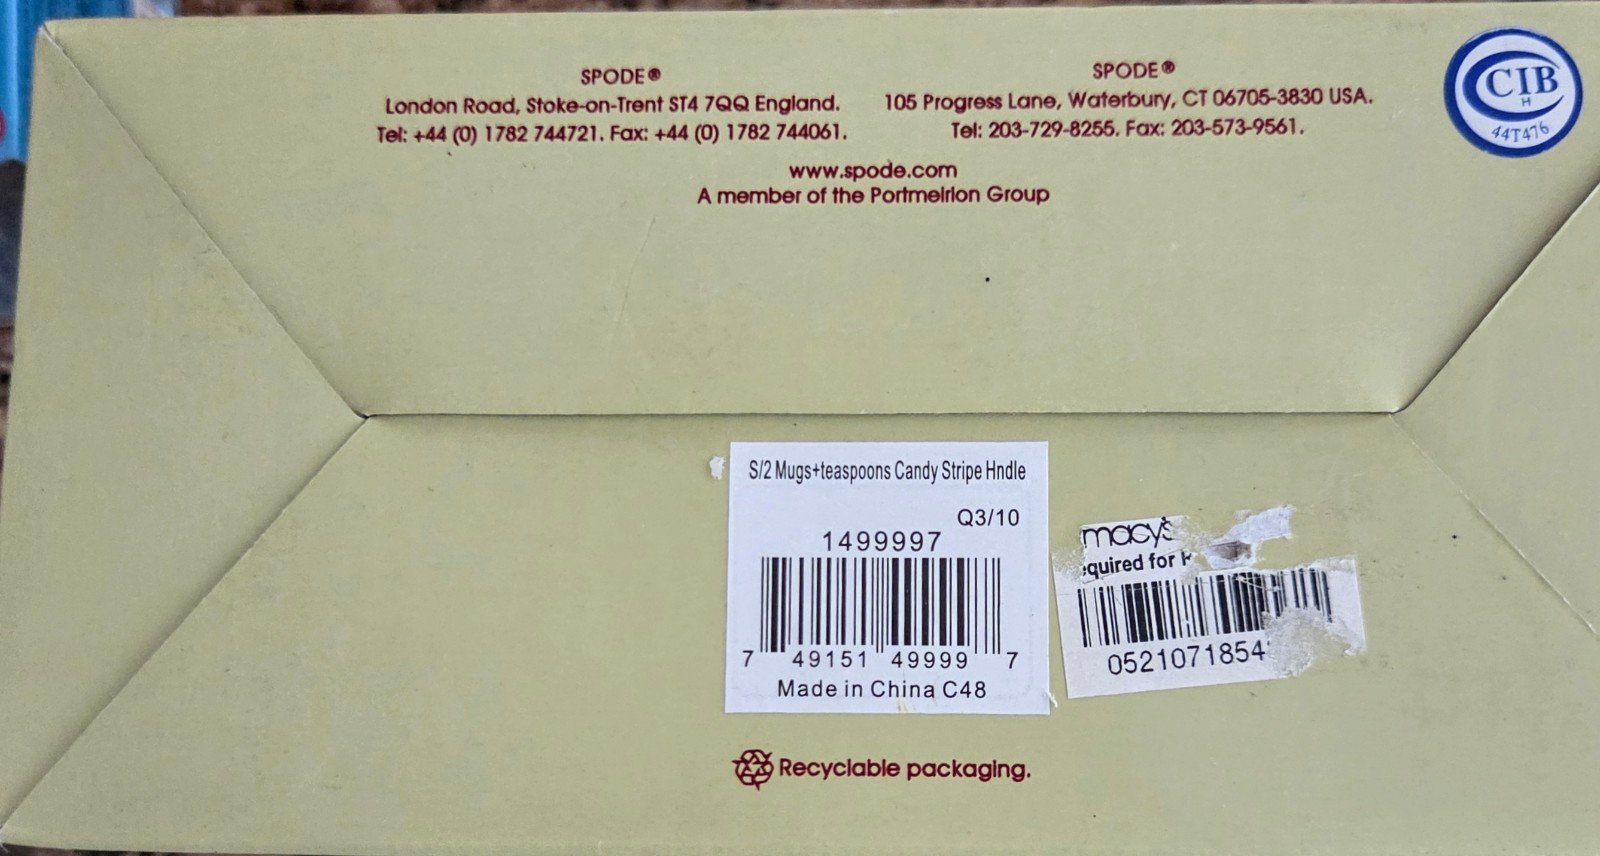 SPODE®
London Road, Stoke-on-Trent ST4 7QQ England.
Tel: +44 (0) 1782 744721. Fax: +44 (0) 1782 744061.
SPODE®
105 Progress Lane, Waterbury, CT 06705-3830 USA.
Tel: 203-729-8255. Fax: 203-573-9561.
www.spode.com
A member of the Portmeirion Group
CIB
H
44T476
S/2 Mugs+teaspoons Candy Stripe Hndle
Q3/10
1499997
7 49151 49999 7
Made in China C48
macy's
quired for
0521071854
Recyclable packaging.